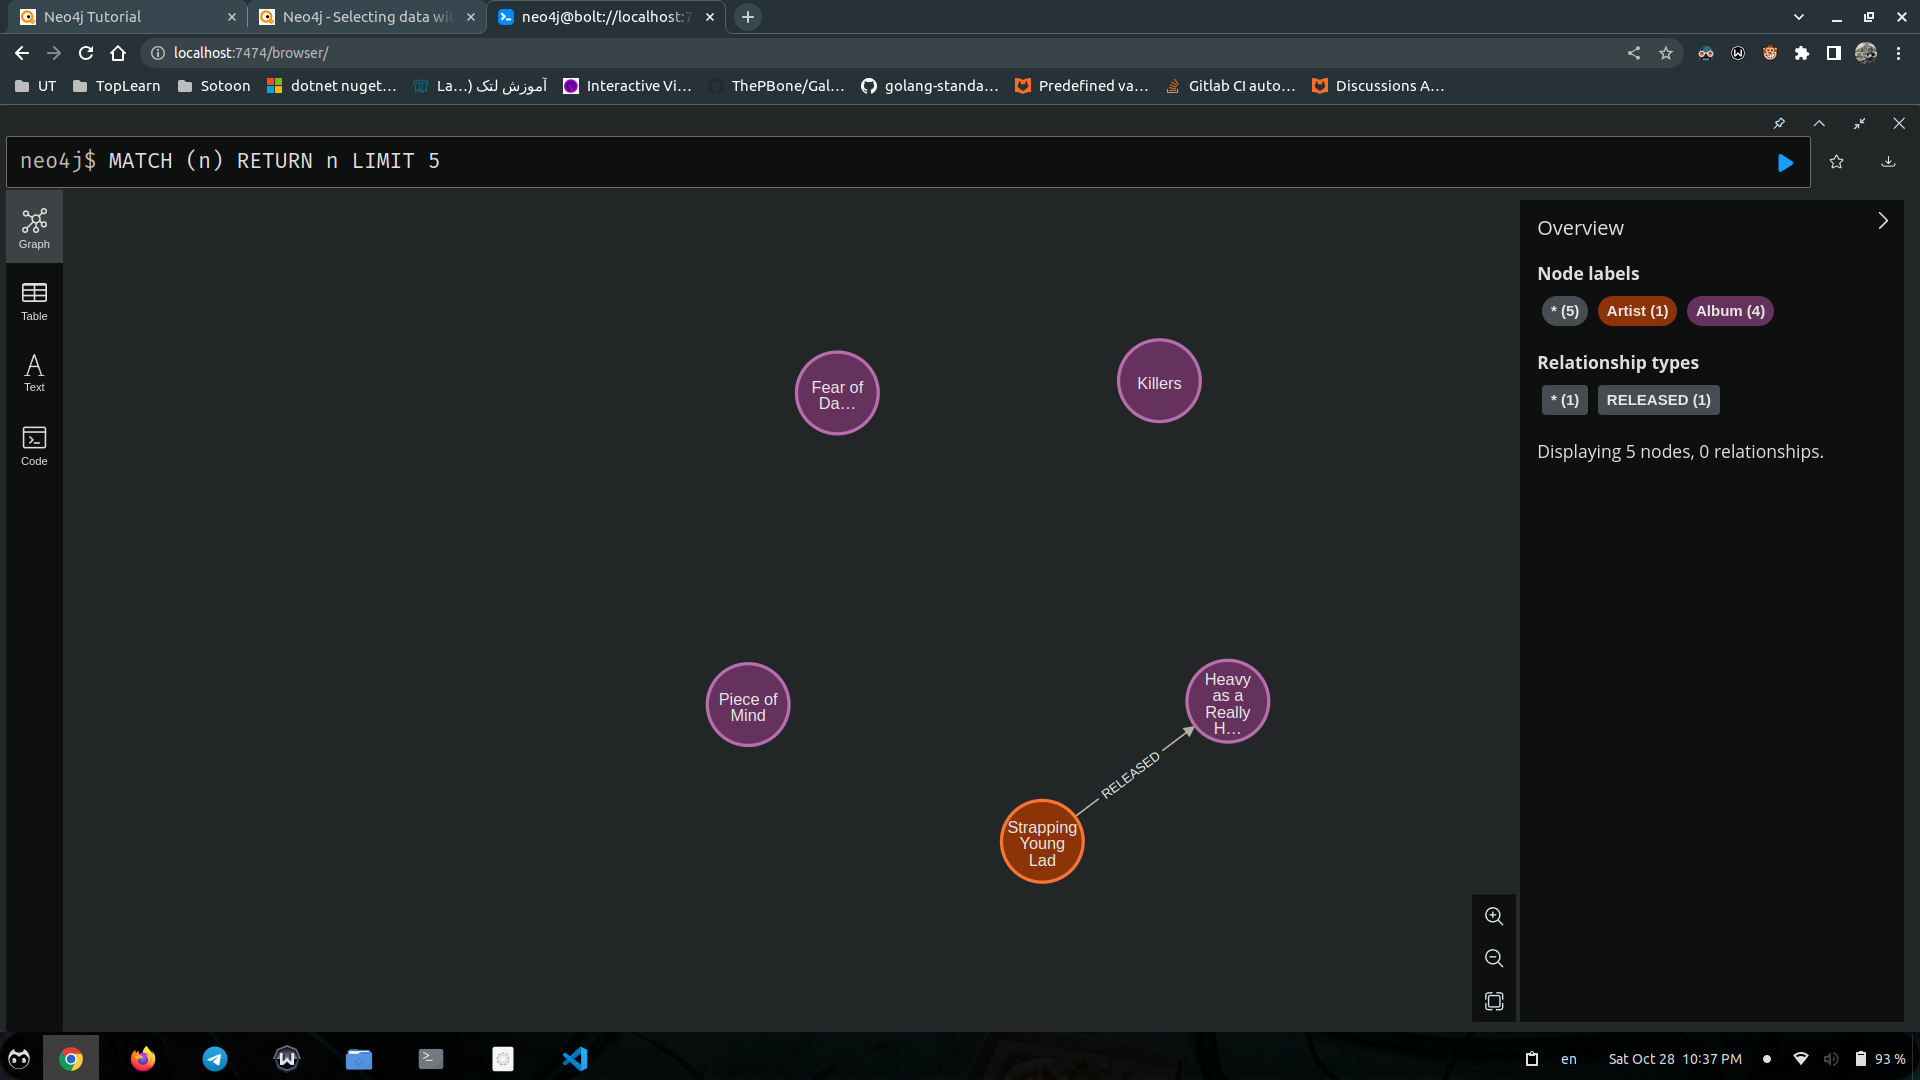 Neo4j Tutorial
Neo4j - Selecting data wit
neo4j@bolt://localhost:7
localhost:7474/browser/
UT
TopLearn
Sotoon
dotnet nuget...
La...) آموزش لتک
Interactive Vi...
ThePBone/Gal...
golang-standa...
Predefined va...
Gitlab CI auto...
Discussions A...
neo4j$ MATCH (n) RETURN n LIMIT 5
Graph
Table
Text
Code
Fear of
Da...
Killers
Piece of
Mind
Heavy
as a
Really
H...
RELEASED
Strapping
Young
Lad
Overview
Node labels
* (5) Artist (1) Album (4)
Relationship types
* (1) RELEASED (1)
Displaying 5 nodes, 0 relationships.
en
Sat Oct 28 10:37 PM
93 %